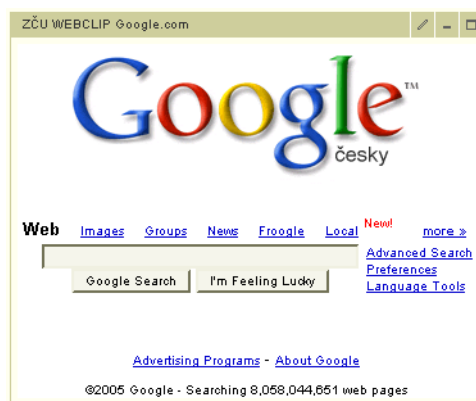 ZČU WEBCLIP Google.com
Google™
česky
Web Images Groups News Froogle Local New! more »
Advanced Search
Preferences
Language Tools
Google Search I'm Feeling Lucky
Advertising Programs - About Google
©2005 Google - Searching 8,058,044,651 web pages